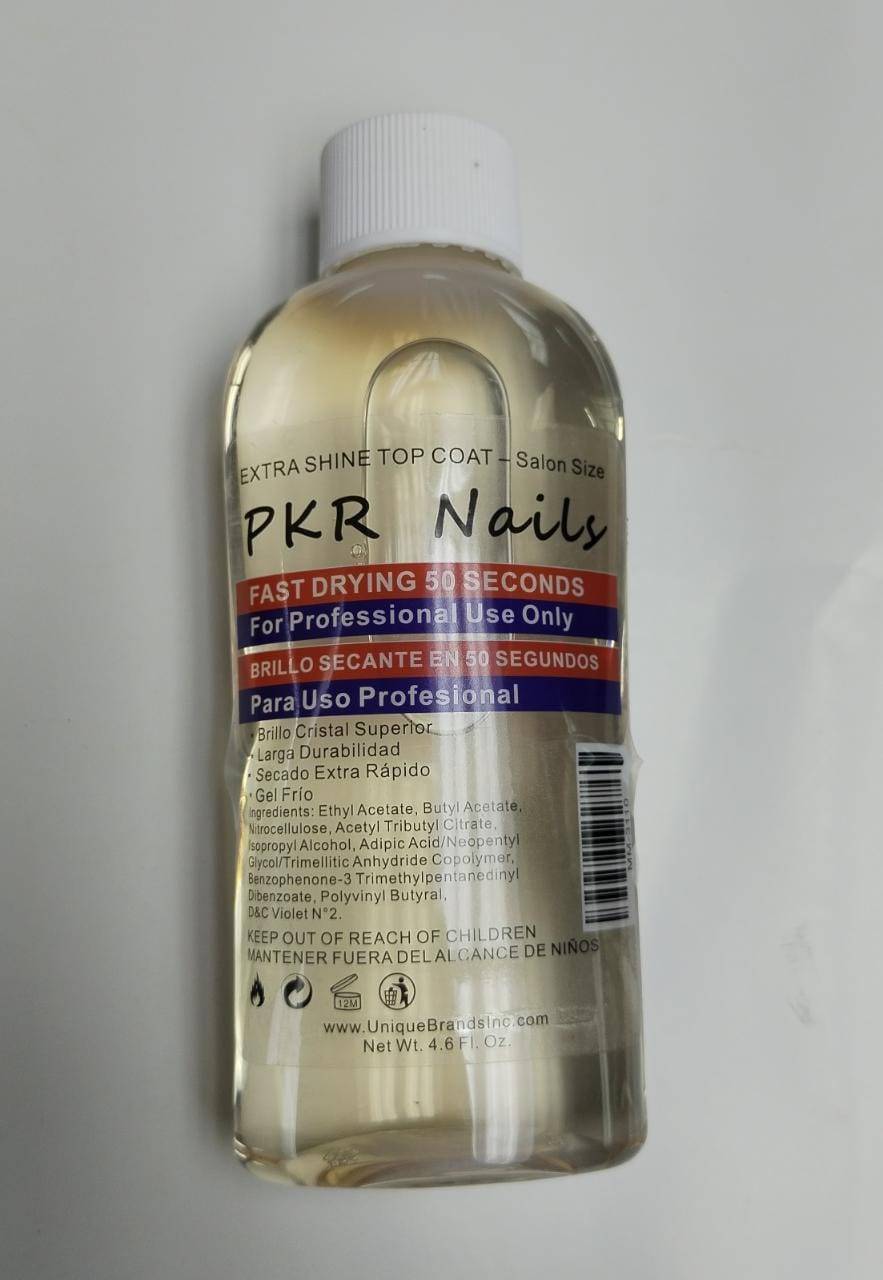 EXTRA SHINE TOP COAT – Salon Size
PKR Nails
FAST DRYING 50 SECONDS
For Professional Use Only
BRILLO SECANTE EN 50 SEGUNDOS
Para Uso Profesional
· Brillo Cristal Superior
· Larga Durabilidad
· Secado Extra Rápido
· Gel Frío
Ingredients: Ethyl Acetate, Butyl Acetate,
Nitrocellulose, Acetyl Tributyl Citrate,
Isopropyl Alcohol, Adipic Acid/Neopentyl
Glycol/Trimellitic Anhydride Copolymer,
Benzophenone-3 Trimethylpentanedinyl
Dibenzoate, Polyvinyl Butyral,
D&C Violet N°2.
MM-3110
KEEP OUT OF REACH OF CHILDREN
MANTENER FUERA DEL ALCANCE DE NIÑOS
12M
www.UniqueBrandsInc.com
Net Wt. 4.6 Fl. Oz.